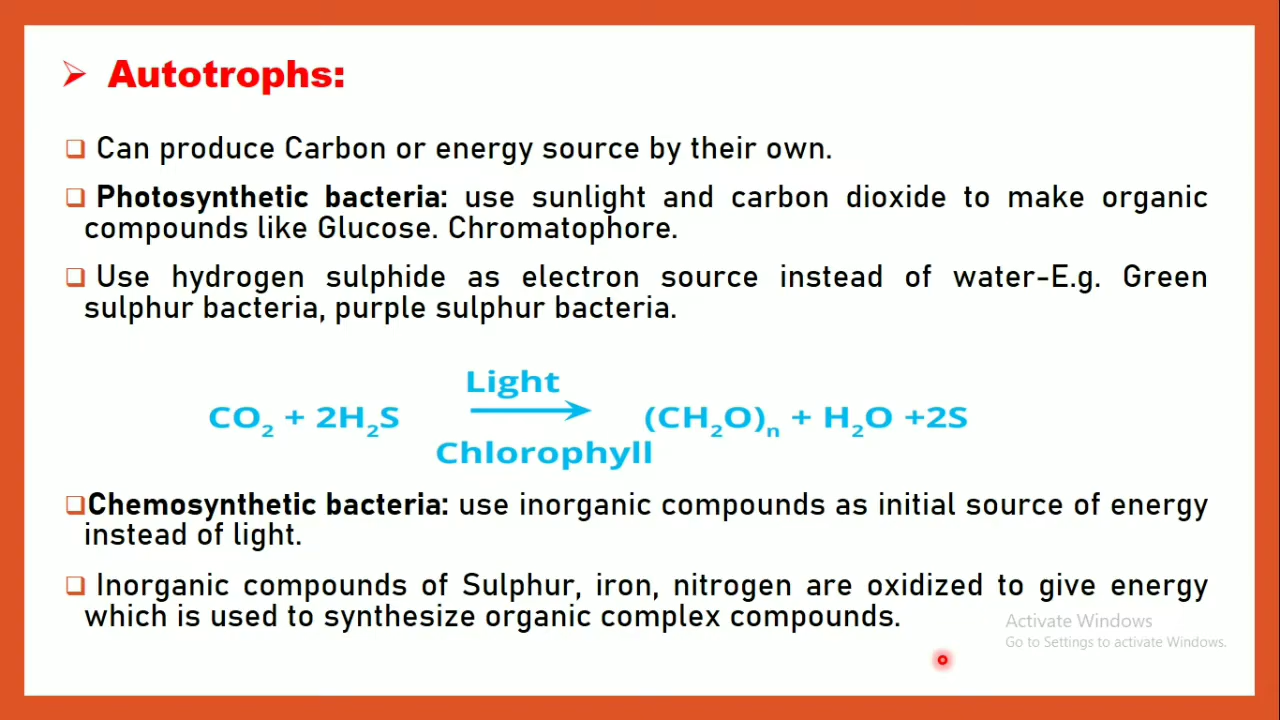 Autotrophs:
Can produce Carbon or energy source by their own.
Photosynthetic bacteria: use sunlight and carbon dioxide to make organic
compounds like Glucose. Chromatophore.
Use hydrogen sulphide as electron source instead of water-E.g. Green
sulphur bacteria, purple sulphur bacteria.
Light
CO₂ + 2H₂S → (CH₂O)ₙ + H₂O +2S
Chlorophyll
Chemosynthetic bacteria: use inorganic compounds as initial source of energy
instead of light.
Inorganic compounds of Sulphur, iron, nitrogen are oxidized to give energy
which is used to synthesize organic complex compounds.
Activate Windows
Go to Settings to activate Windows.